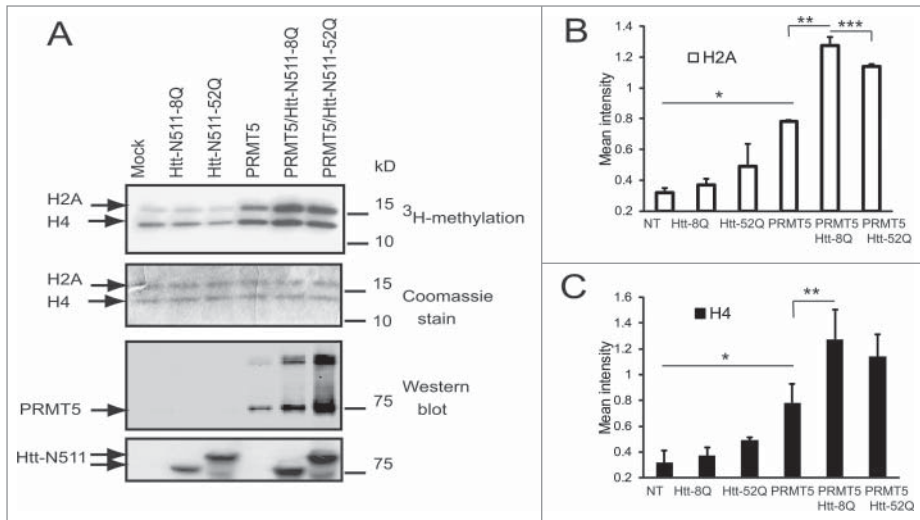 A
Mock
Htt-N511-8Q
Htt-N511-52Q
PRMT5
PRMT5/Htt-N511-8Q
PRMT5/Htt-N511-52Q
kD
H2A
H4
15
10
³H-methylation
H2A
H4
15
10
Coomassie
stain
PRMT5
75
Western
blot
Htt-N511
75
B
Mean intensity
1.4
1.2
1
0.8
0.6
0.4
0.2
H2A
*
**
***
NT Htt-8Q Htt-52Q PRMT5 PRMT5 PRMT5
Htt-8Q Htt-52Q
C
Mean intensity
1.6
1.4
1.2
1
0.8
0.6
0.4
0.2
H4
*
**
NT Htt-8Q Htt-52Q PRMT5 PRMT5 PRMT5
Htt-8Q Htt-52Q